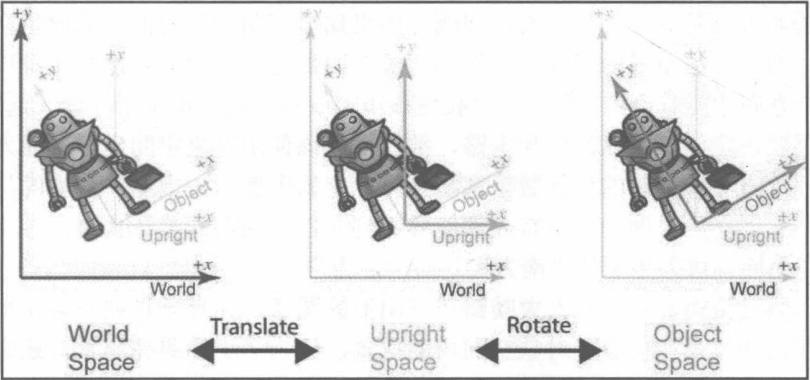 +y
+y
+x
Object
+x
Upright
+x
World
+y
+y
+x
Object
+x
Upright
+x
World
+y
+y
+y
+x
Object
+x
Upright
+x
World
World
Space
Translate
Upright
Space
Rotate
Object
Space